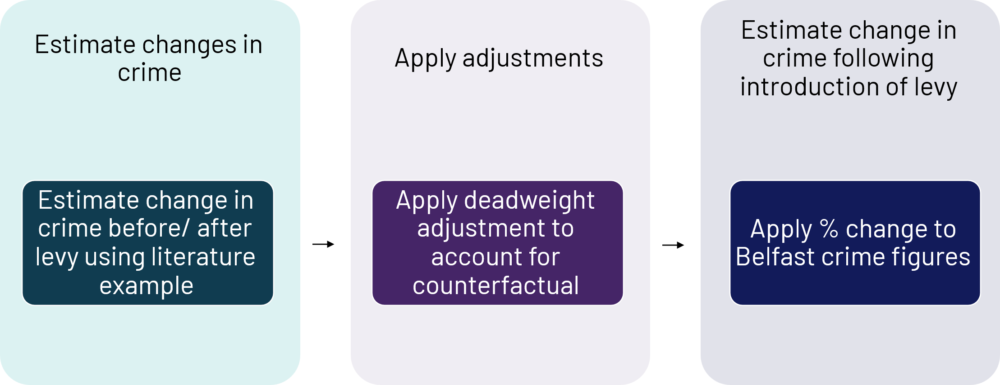 Estimate changes in
crime
Estimate change in
crime before/ after
levy using literature
example
Apply adjustments
Apply deadweight
adjustment to
account for
counterfactual
Estimate change in
crime following
introduction of levy
Apply % change to
Belfast crime figures